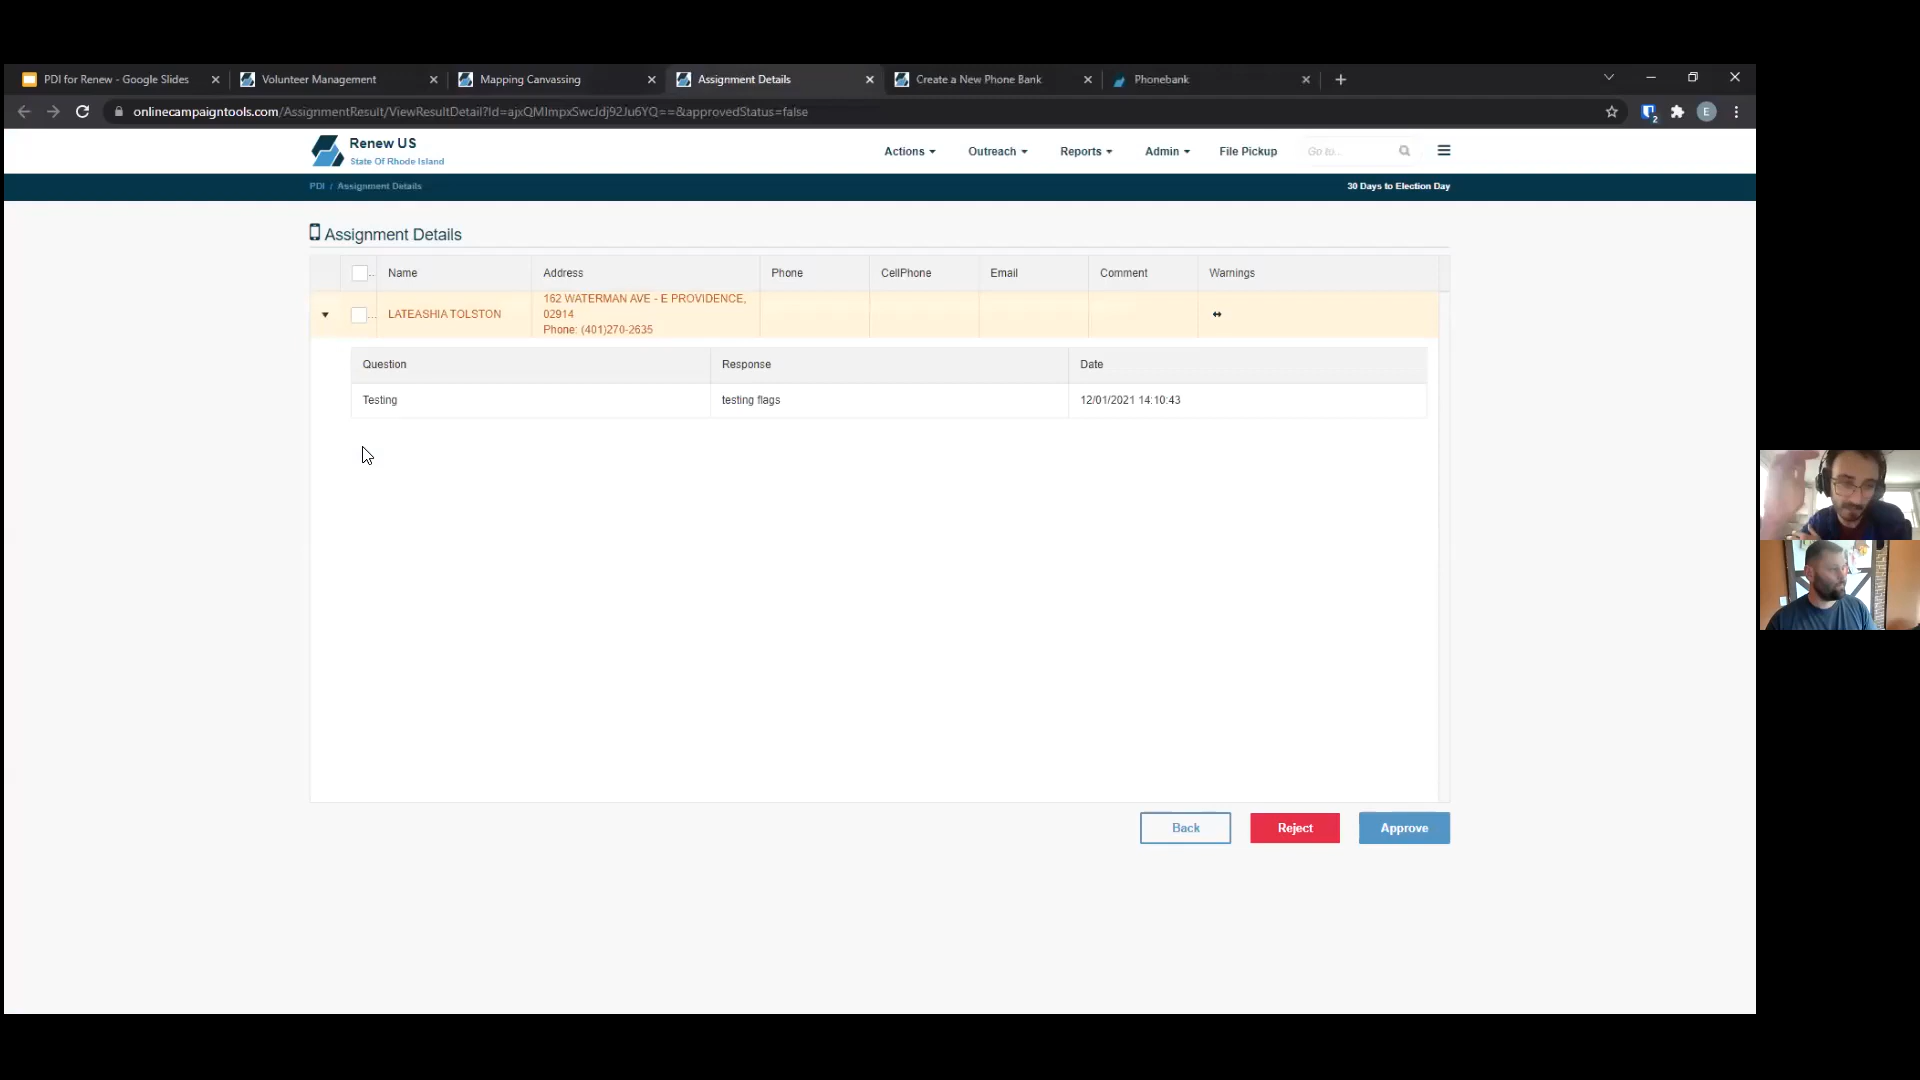 PDI for Renew - Google Slides
Volunteer Management
Mapping Canvassing
Assignment Details
Create a New Phone Bank
Phonebank
onlinecampaigntools.com/AssignmentResult/ViewResultDetail?Id=ajxQMImpxSwcJdj92Ju6YQ==&approvedStatus=false
2
E
Renew US
State Of Rhode Island
Actions
Outreach
Reports
Admin
File Pickup
Go to...
PDI / Assignment Details
30 Days to Election Day
Assignment Details
Name
Address
Phone
CellPhone
Email
Comment
Warnings
LATEASHIA TOLSTON
162 WATERMAN AVE - E PROVIDENCE,
02914
Phone: (401)270-2635
Question
Response
Date
Testing
testing flags
12/01/2021 14:10:43
Back
Reject
Approve